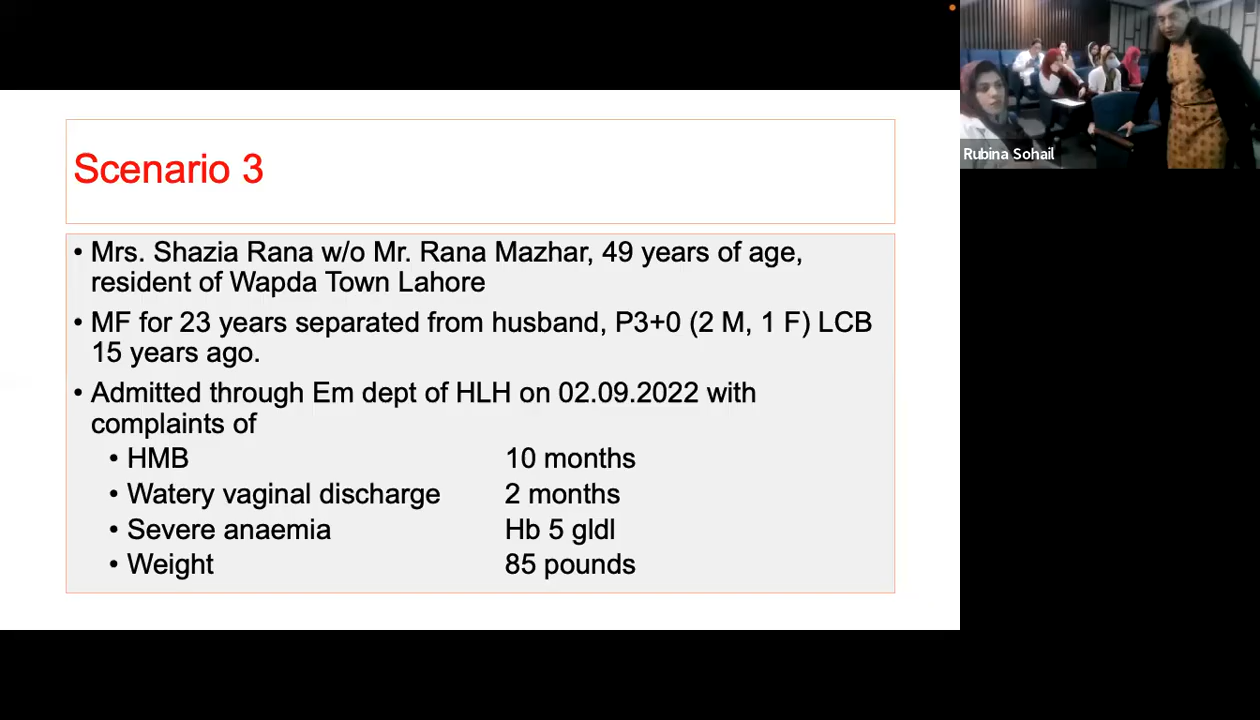 Scenario 3
• Mrs. Shazia Rana w/o Mr. Rana Mazhar, 49 years of age,
resident of Wapda Town Lahore
• MF for 23 years separated from husband, P3+0 (2 M, 1 F) LCB
15 years ago.
• Admitted through Em dept of HLH on 02.09.2022 with
complaints of
• HMB 10 months
• Watery vaginal discharge 2 months
• Severe anaemia Hb 5 gldl
• Weight 85 pounds
Rubina Sohail